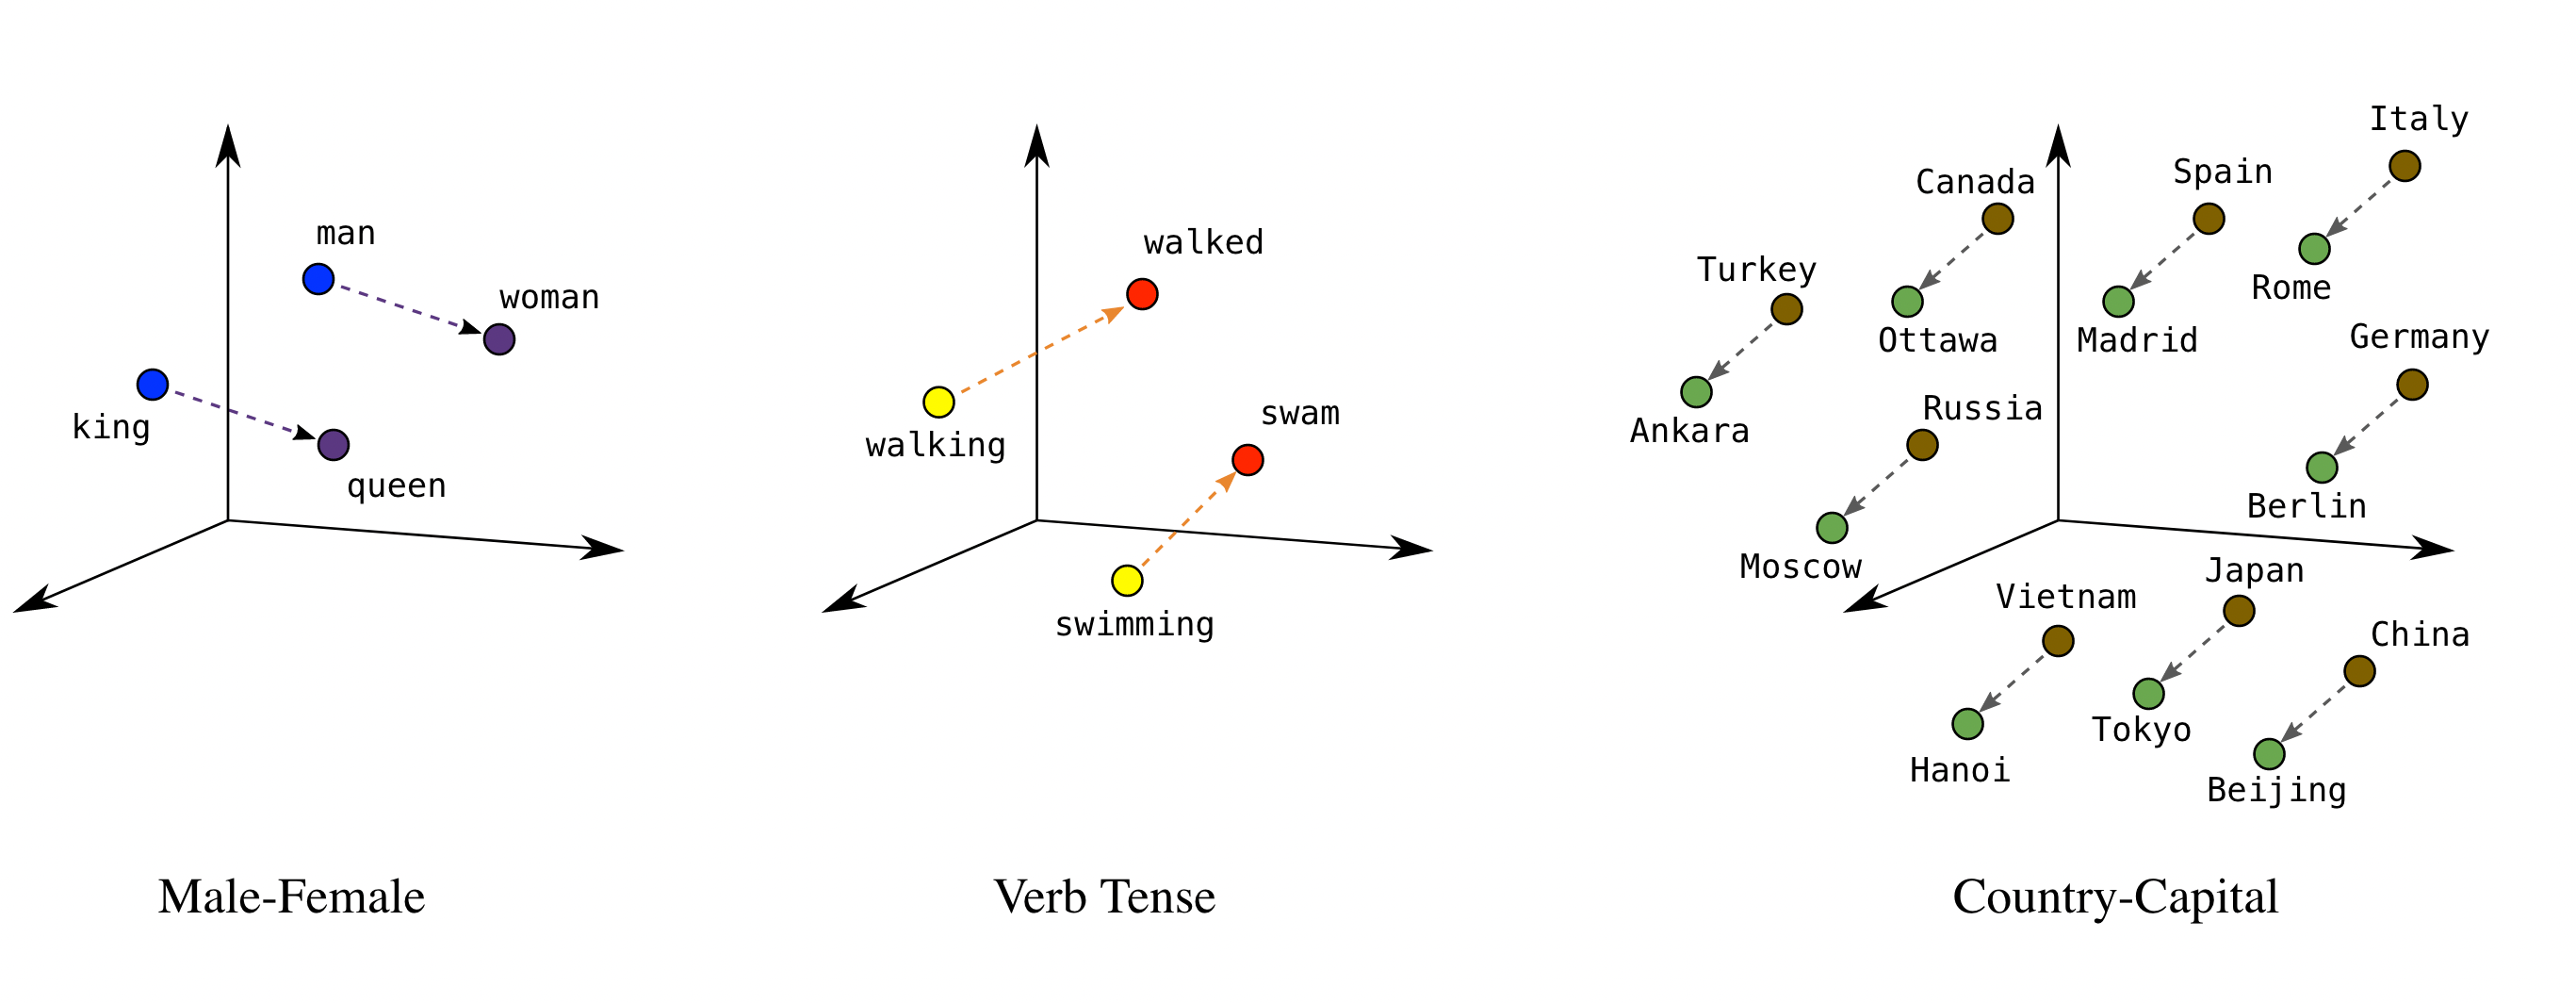 man
woman
king
queen
Male-Female
walked
walking
swam
swimming
Verb Tense
Italy
Spain
Canada
Turkey
Rome
Ottawa
Madrid
Germany
Russia
Ankara
Berlin
Moscow
Japan
Vietnam
China
Tokyo
Hanoi
Beijing
Country-Capital